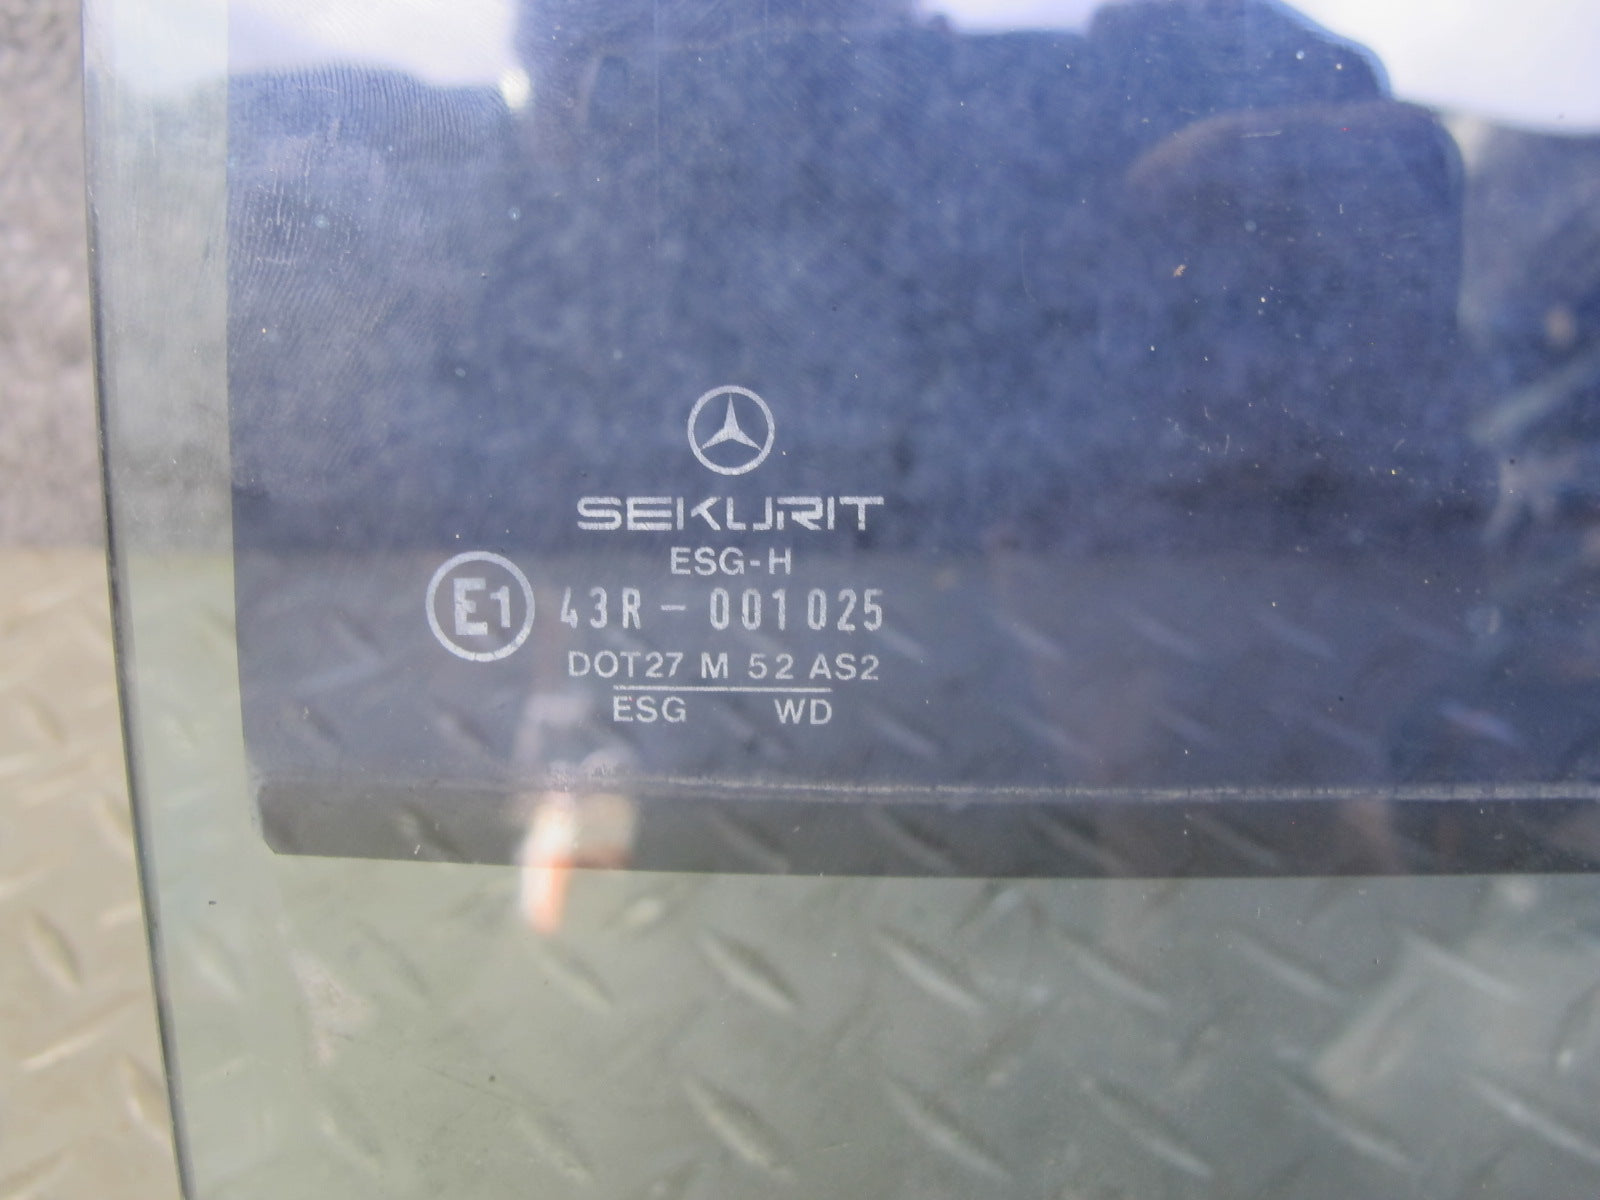 SEKURIT
ESG-H
E1 43R-001025
DOT27 M 52 AS2
ESG WD